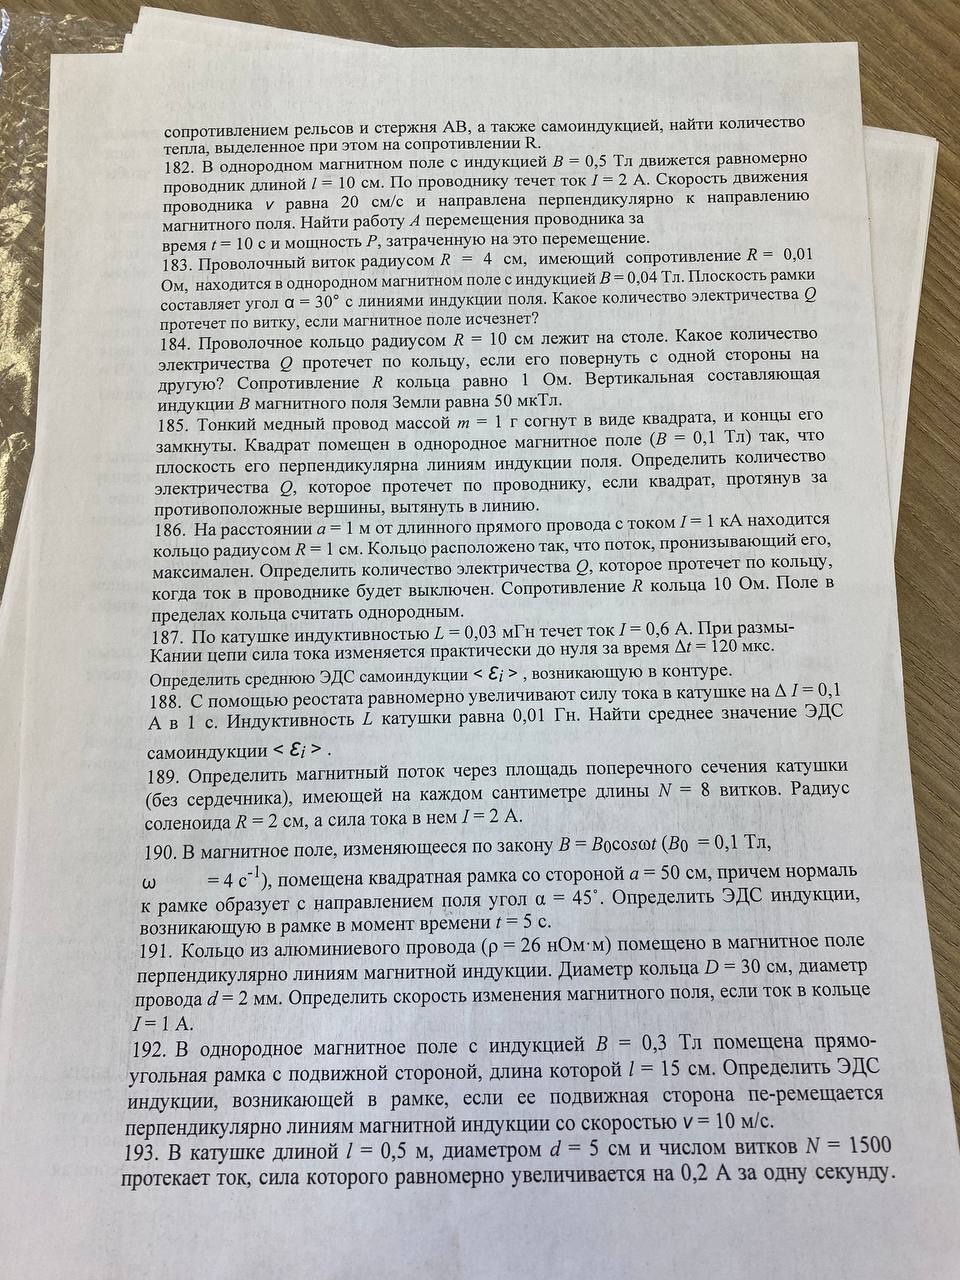 сопротивлением рельсов и стержня АВ, а также самоиндукцией, найти количество
тепла, выделенное при этом на сопротивлении R.
182. В однородном магнитном поле с индукцией B = 0,5 Тл движется равномерно
проводник длиной l = 10 см. По проводнику течет ток I = 2 А. Скорость движения
проводника v равна 20 см/с и направлена перпендикулярно к направлению
магнитного поля. Найти работу A перемещения проводника за
время t = 10 с и мощность P, затраченную на это перемещение.
183. Проволочный виток радиусом R = 4 см, имеющий сопротивление R = 0,01
Ом, находится в однородном магнитном поле с индукцией B = 0,04 Тл. Плоскость рамки
составляет угол α = 30° с линиями индукции поля. Какое количество электричества Q
протечет по витку, если магнитное поле исчезнет?
184. Проволочное кольцо радиусом R = 10 см лежит на столе. Какое количество
электричества Q протечет по кольцу, если его повернуть с одной стороны на
другую? Сопротивление R кольца равно 1 Ом. Вертикальная составляющая
индукции B магнитного поля Земли равна 50 мкТл.
185. Тонкий медный провод массой m = 1 г согнут в виде квадрата, и концы его
замкнуты. Квадрат помещен в однородное магнитное поле (B = 0,1 Тл) так, что
плоскость его перпендикулярна линиям индукции поля. Определить количество
электричества Q, которое протечет по проводнику, если квадрат, протянув за
противоположные вершины, вытянуть в линию.
186. На расстоянии a = 1 м от длинного прямого провода с током I = 1 кА находится
кольцо радиусом R = 1 см. Кольцо расположено так, что поток, пронизывающий его,
максимален. Определить количество электричества Q, которое протечет по кольцу,
когда ток в проводнике будет выключен. Сопротивление R кольца 10 Ом. Поле в
пределах кольца считать однородным.
187. По катушке индуктивностью L = 0,03 мГн течет ток I = 0,6 А. При размы-
Кании цепи сила тока изменяется практически до нуля за время Δt = 120 мкс.
Определить среднюю ЭДС самоиндукции < Ɛi > , возникающую в контуре.
188. С помощью реостата равномерно увеличивают силу тока в катушке на Δ I = 0,1
А в 1 с. Индуктивность L катушки равна 0,01 Гн. Найти среднее значение ЭДС
самоиндукции < Ɛi > .
189. Определить магнитный поток через площадь поперечного сечения катушки
(без сердечника), имеющей на каждом сантиметре длины N = 8 витков. Радиус
соленоида R = 2 см, а сила тока в нем I = 2 А.
190. В магнитное поле, изменяющееся по закону B = B0cosωt (B0 = 0,1 Тл,
ω = 4 с-1), помещена квадратная рамка со стороной a = 50 см, причем нормаль
к рамке образует с направлением поля угол α = 45°. Определить ЭДС индукции,
возникающую в рамке в момент времени t = 5 с.
191. Кольцо из алюминиевого провода (ρ = 26 нОм·м) помещено в магнитное поле
перпендикулярно линиям магнитной индукции. Диаметр кольца D = 30 см, диаметр
провода d = 2 мм. Определить скорость изменения магнитного поля, если ток в кольце
I = 1 А.
192. В однородное магнитное поле с индукцией B = 0,3 Тл помещена прямо-
угольная рамка с подвижной стороной, длина которой l = 15 см. Определить ЭДС
индукции, возникающей в рамке, если ее подвижная сторона пе-ремещается
перпендикулярно линиям магнитной индукции со скоростью v = 10 м/с.
193. В катушке длиной l = 0,5 м, диаметром d = 5 см и числом витков N = 1500
протекает ток, сила которого равномерно увеличивается на 0,2 А за одну секунду.